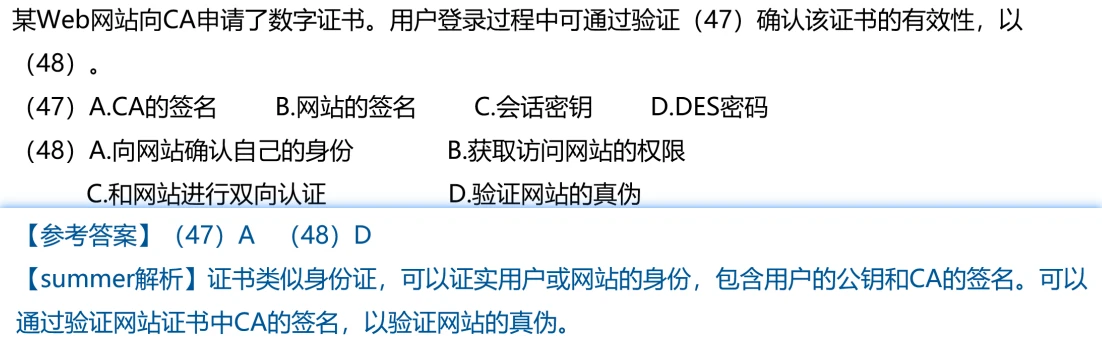 某Web网站向CA申请了数字证书。用户登录过程中可通过验证（47）确认该证书的有效性，以
（48）。
（47）A.CA的签名 B.网站的签名 C.会话密钥 D.DES密码
（48）A.向网站确认自己的身份 B.获取访问网站的权限
C.和网站进行双向认证 D.验证网站的真伪
【参考答案】（47）A （48）D
【summer解析】证书类似身份证，可以证实用户或网站的身份，包含用户的公钥和CA的签名。可以
通过验证网站证书中CA的签名，以验证网站的真伪。